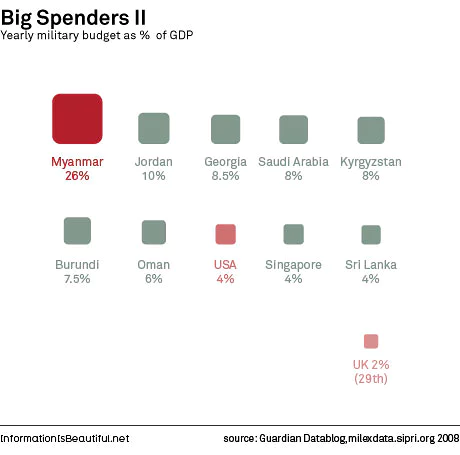 Big Spenders II
Yearly military budget as % of GDP
Myanmar
26%
Jordan
10%
Georgia
8.5%
Saudi Arabia
8%
Kyrgyzstan
8%
Burundi
7.5%
Oman
6%
USA
4%
Singapore
4%
Sri Lanka
4%
UK 2%
(29th)
InformationIsBeautiful.net
source: Guardian Datablog,milexdata.sipri.org 2008